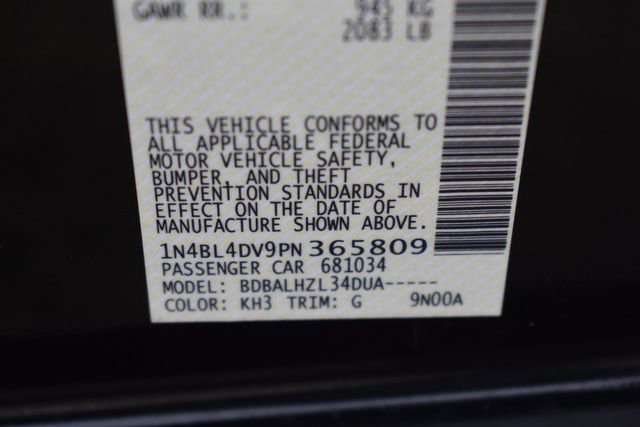 GAWR RR.: 945 KG
2083 LB
THIS VEHICLE CONFORMS TO
ALL APPLICABLE FEDERAL
MOTOR VEHICLE SAFETY,
BUMPER, AND THEFT
PREVENTION STANDARDS IN
EFFECT ON THE DATE OF
MANUFACTURE SHOWN ABOVE.
1N4BL4DV9PN365809
PASSENGER CAR 681034
MODEL: BDBALHZL34DUA-----
COLOR: KH3 TRIM: G 9N00A